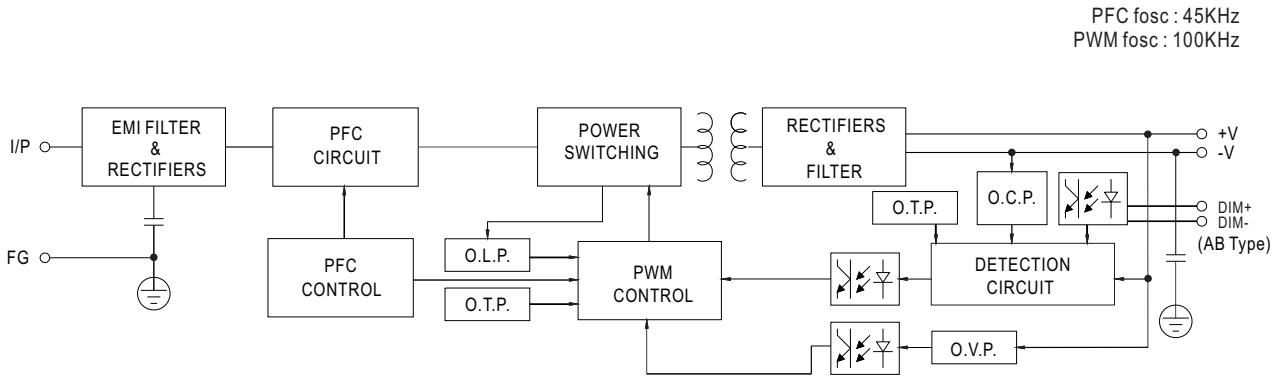 PFC fosc : 45KHz
PWM fosc : 100KHz
I/P
EMI FILTER
&
RECTIFIERS
PFC
CIRCUIT
POWER
SWITCHING
RECTIFIERS
&
FILTER
+V
-V
O.T.P.
O.C.P.
DIM+
DIM-
(AB Type)
FG
PFC
CONTROL
O.L.P.
O.T.P.
PWM
CONTROL
DETECTION
CIRCUIT
O.V.P.